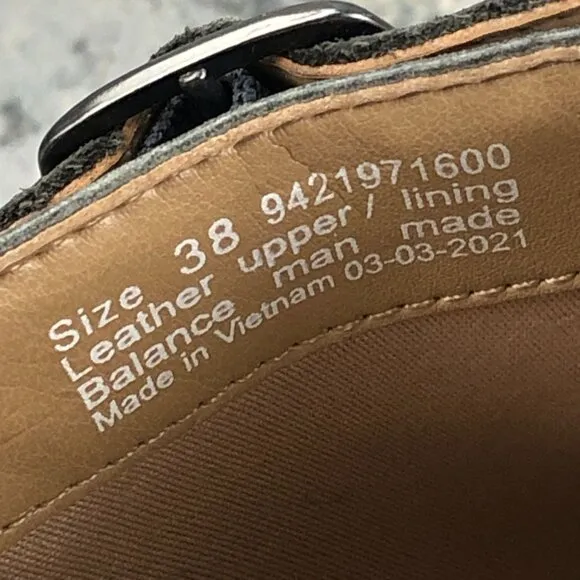 Size 38 9421971600
Leather upper/ lining
Balance man made
Made in Vietnam 03-03-2021